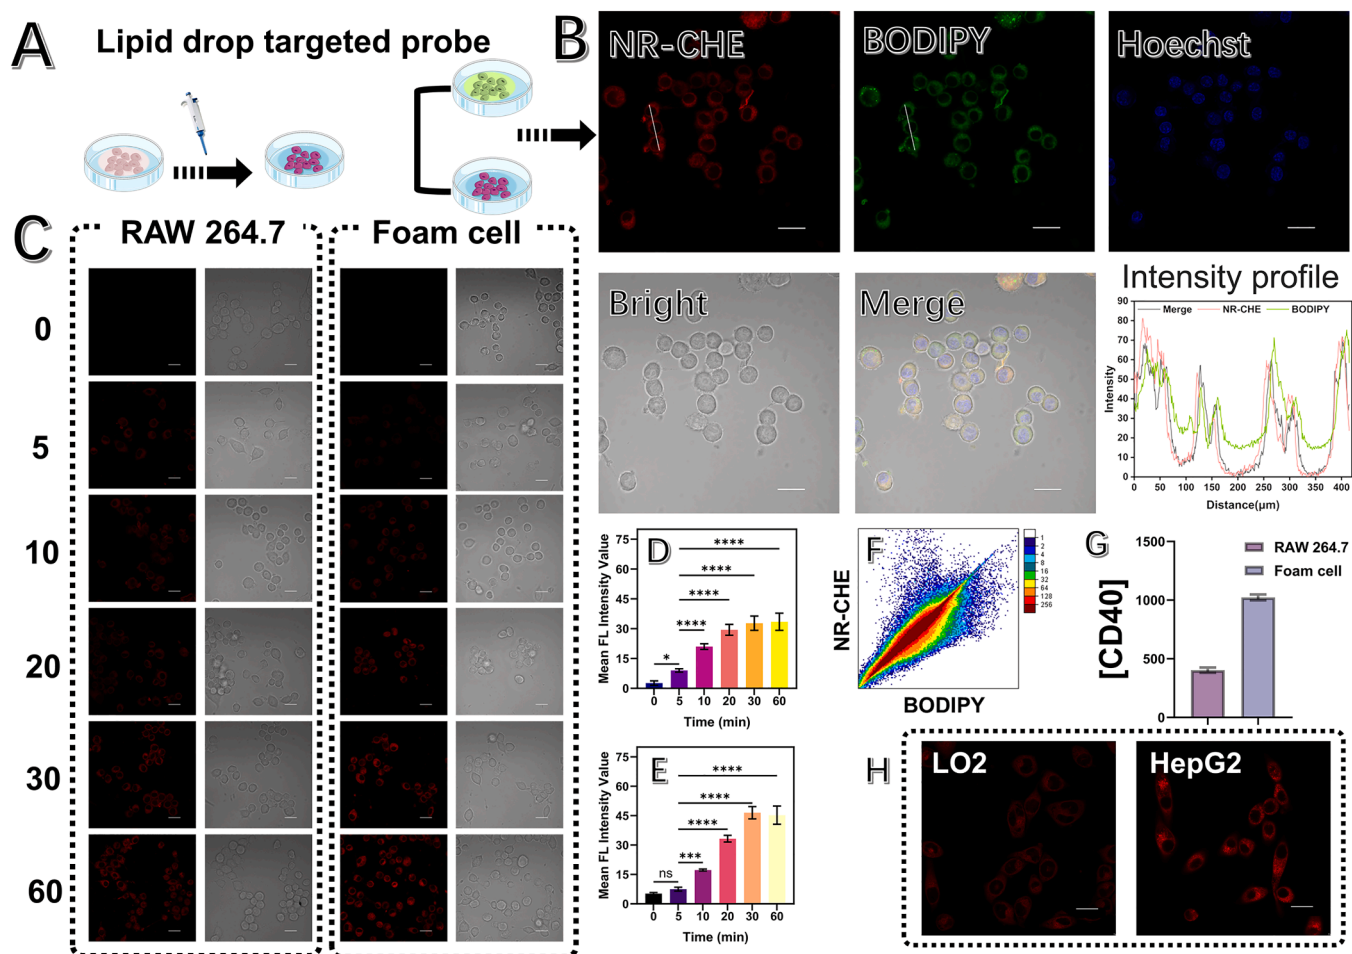 A
Lipid drop targeted probe
B
NR-CHE
BODIPY
Hoechst
Bright
Merge
Intensity profile
Merge NR-CHE BODIPY
90
80
70
60
50
40
30
20
10
0
Intensity
0 50 100 150 200 250 300 350 400
Distance(μm)
C
RAW 264.7
Foam cell
0
5
10
20
30
60
D
Mean FL Intensity Value
75
60
45
30
15
0
* **** **** **** ****
0 5 10 20 30 60
Time (min)
E
Mean FL Intensity Value
75
60
45
30
15
0
ns *** **** **** ****
0 5 10 20 30 60
Time (min)
F
NR-CHE
BODIPY
1
2
4
8
16
32
64
128
256
G
[CD40]
1500
1000
500
0
RAW 264.7
Foam cell
H
LO2
HepG2